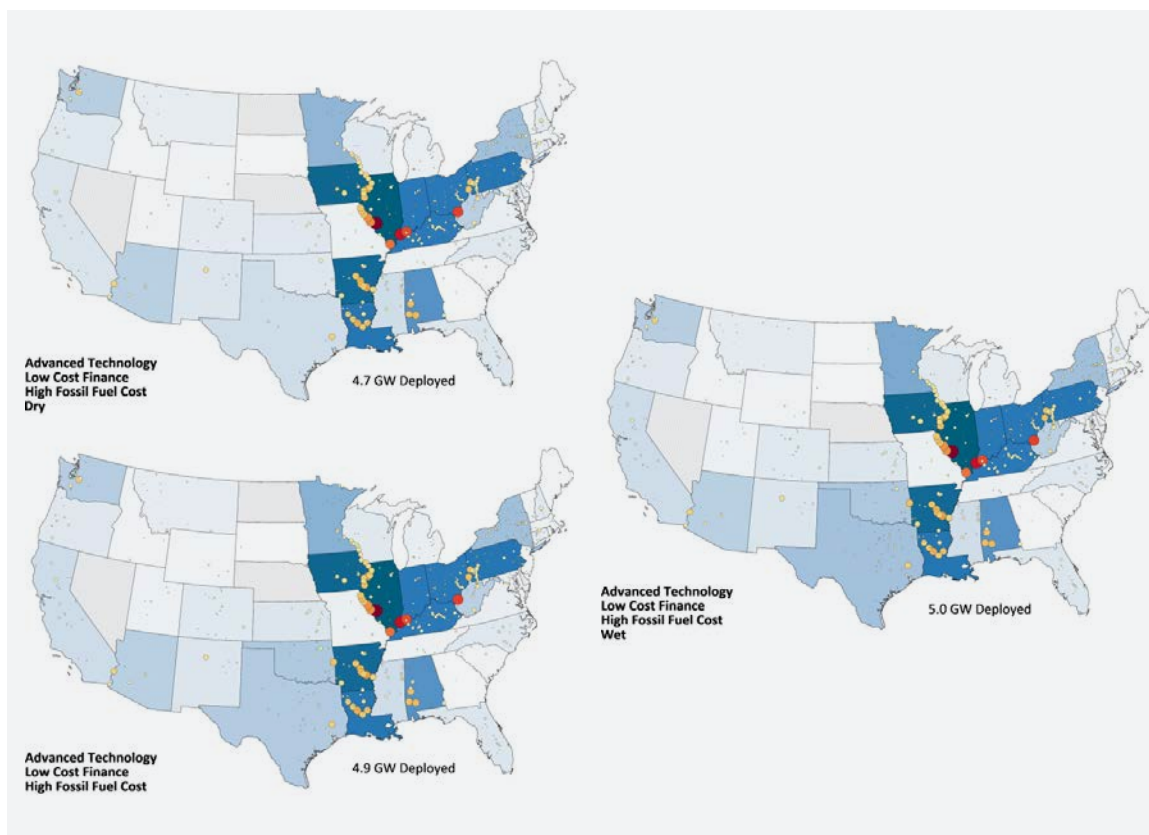 Advanced Technology
Low Cost Finance
High Fossil Fuel Cost
Dry
4.7 GW Deployed
Advanced Technology
Low Cost Finance
High Fossil Fuel Cost
4.9 GW Deployed
Advanced Technology
Low Cost Finance
High Fossil Fuel Cost
Wet
5.0 GW Deployed